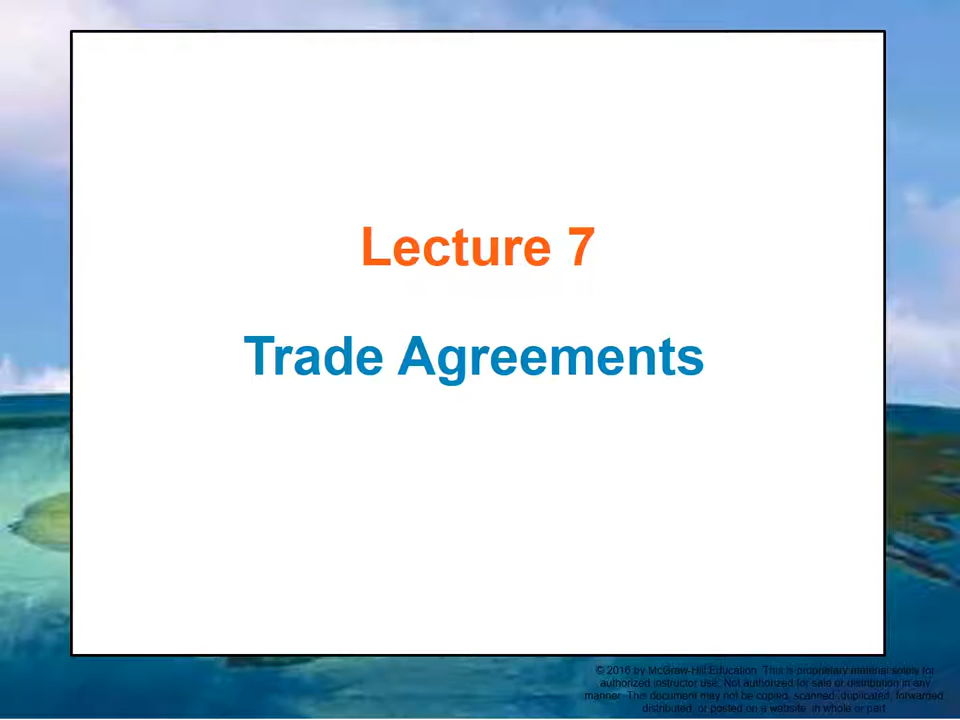 Lecture 7
Trade Agreements
© 2016 by McGraw-Hill Education. This is proprietary material solely for
authorized instructor use. Not authorized for sale or distribution in any
manner. This document may not be copied, scanned, duplicated, forwarded,
distributed, or posted on a website, in whole or part.